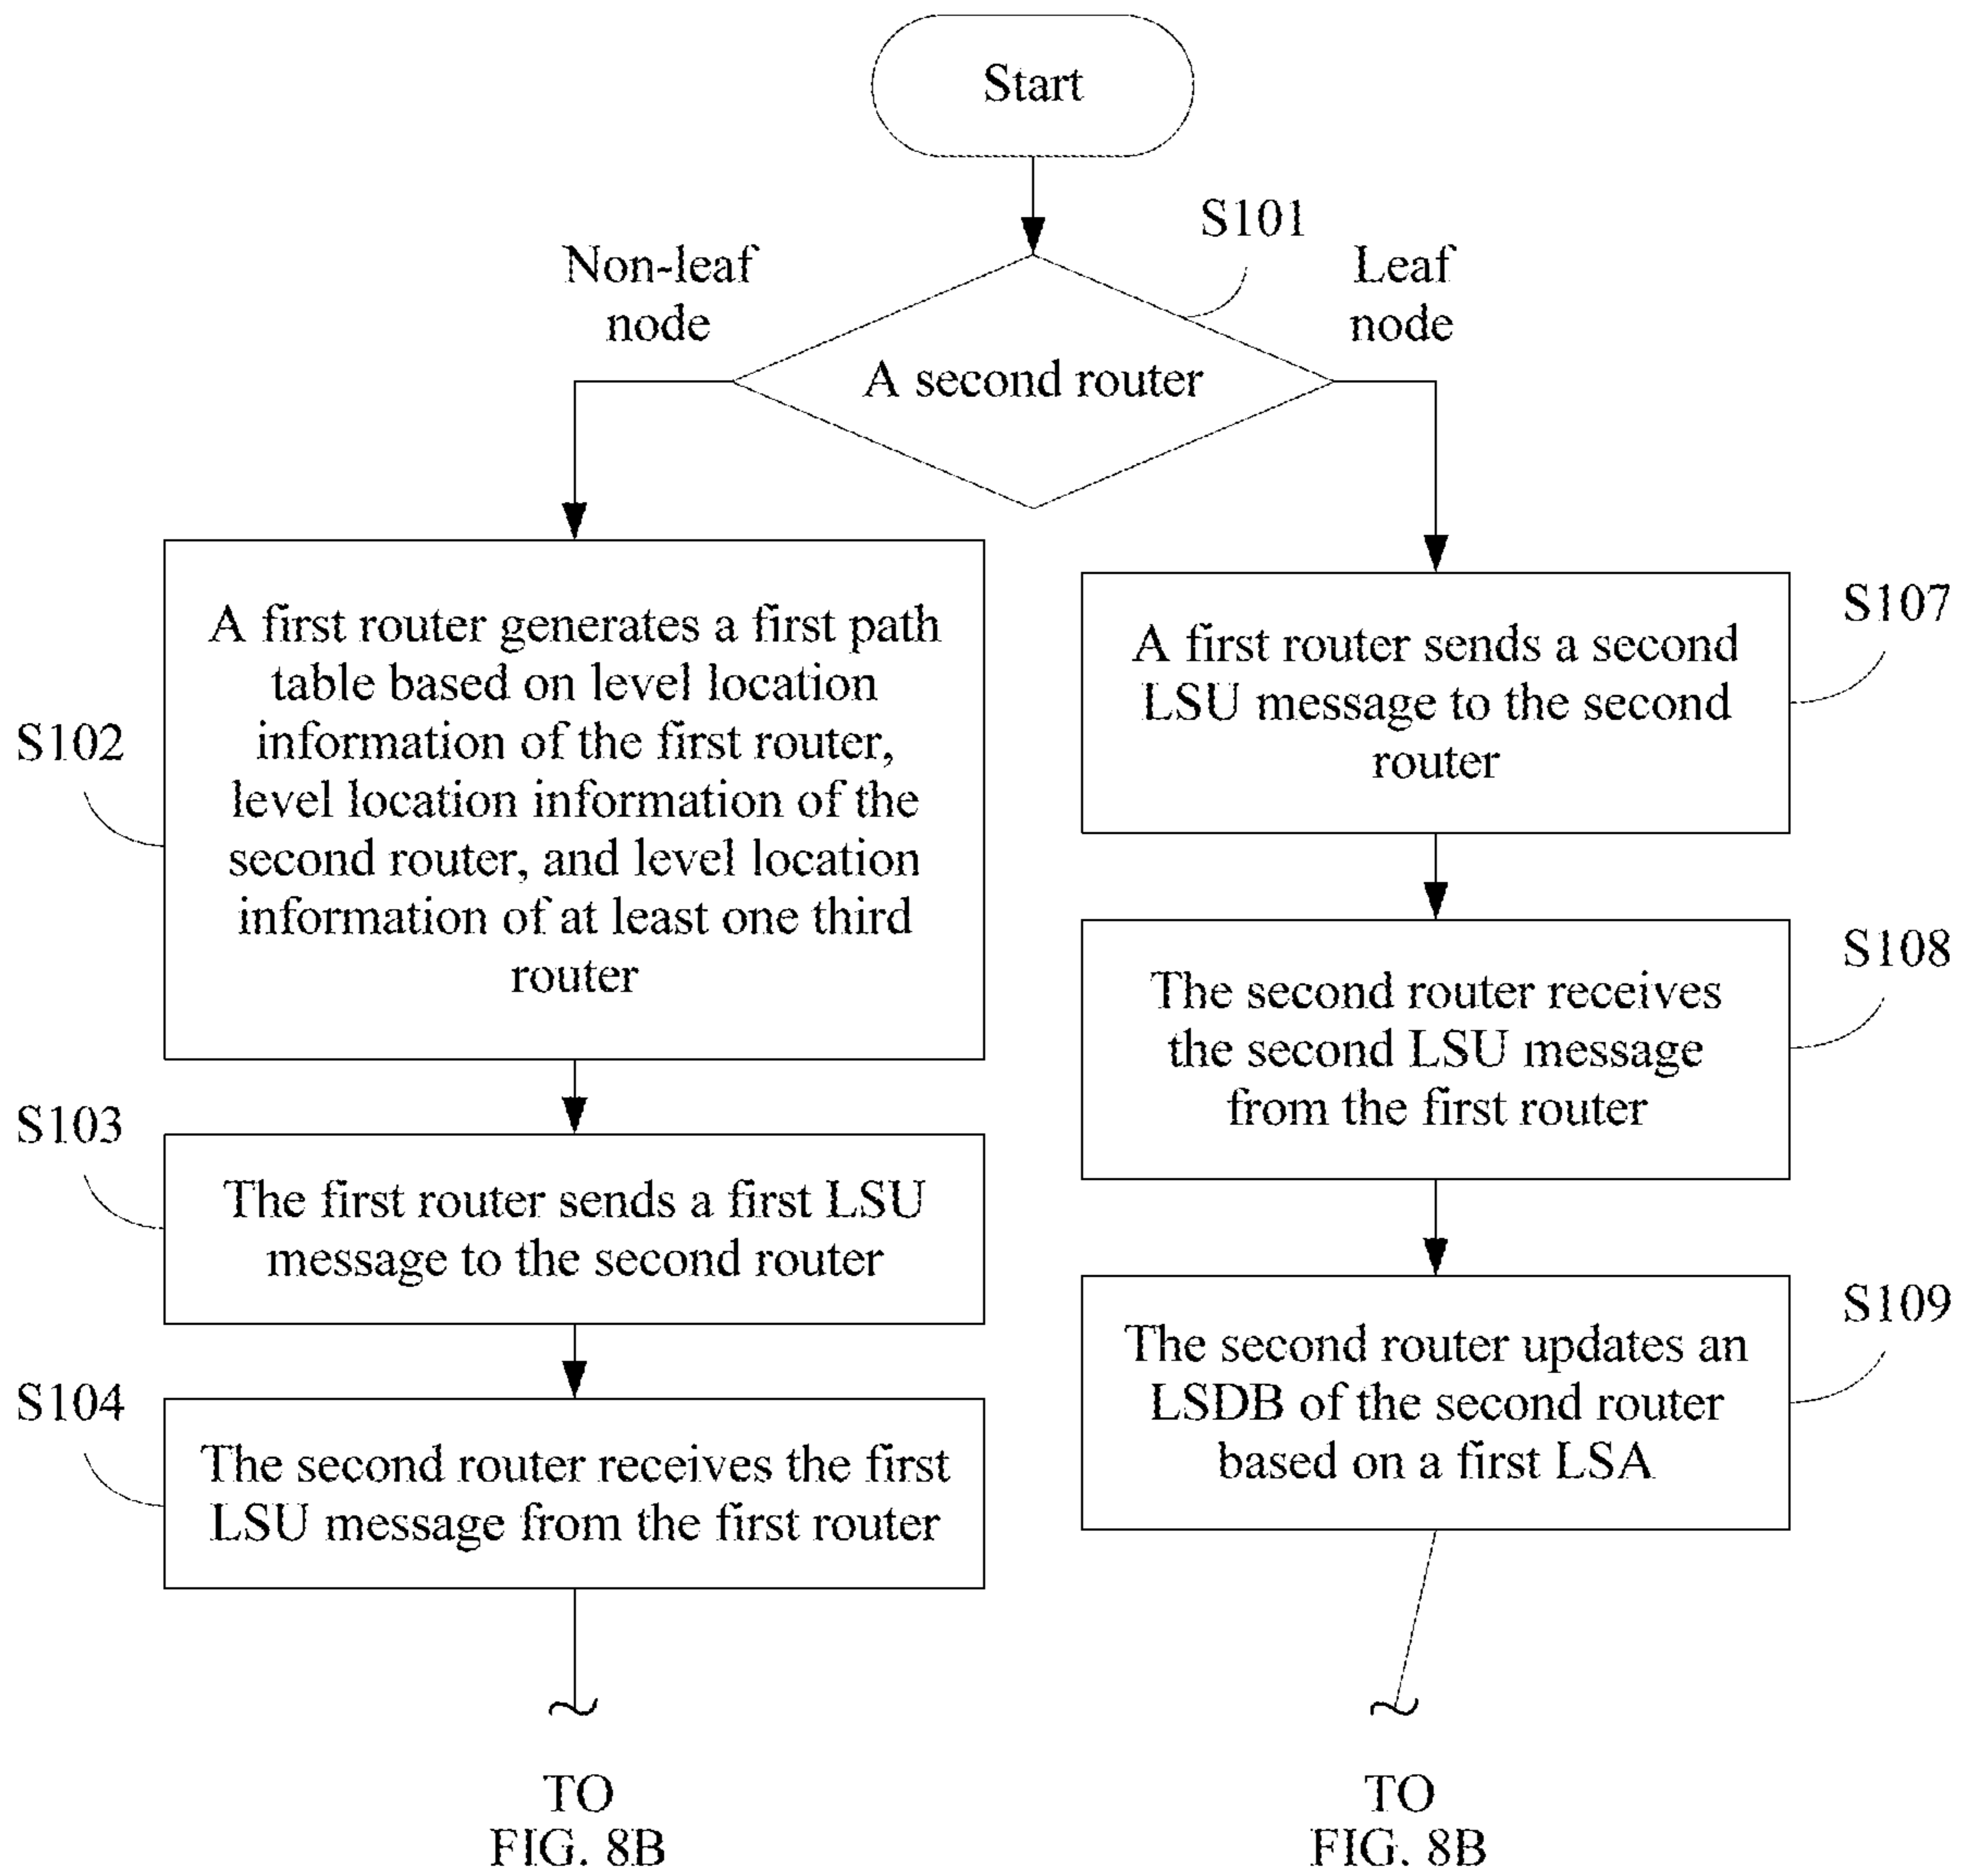 Start
S101
Non-leaf
node
Leaf
node
A second router
S102
A first router generates a first path
table based on level location
information of the first router,
level location information of the
second router, and level location
information of at least one third
router
S103
The first router sends a first LSU
message to the second router
S104
The second router receives the first
LSU message from the first router
TO
FIG. 8B
S107
A first router sends a second
LSU message to the second
router
S108
The second router receives
the second LSU message
from the first router
S109
The second router updates an
LSDB of the second router
based on a first LSA
TO
FIG. 8B